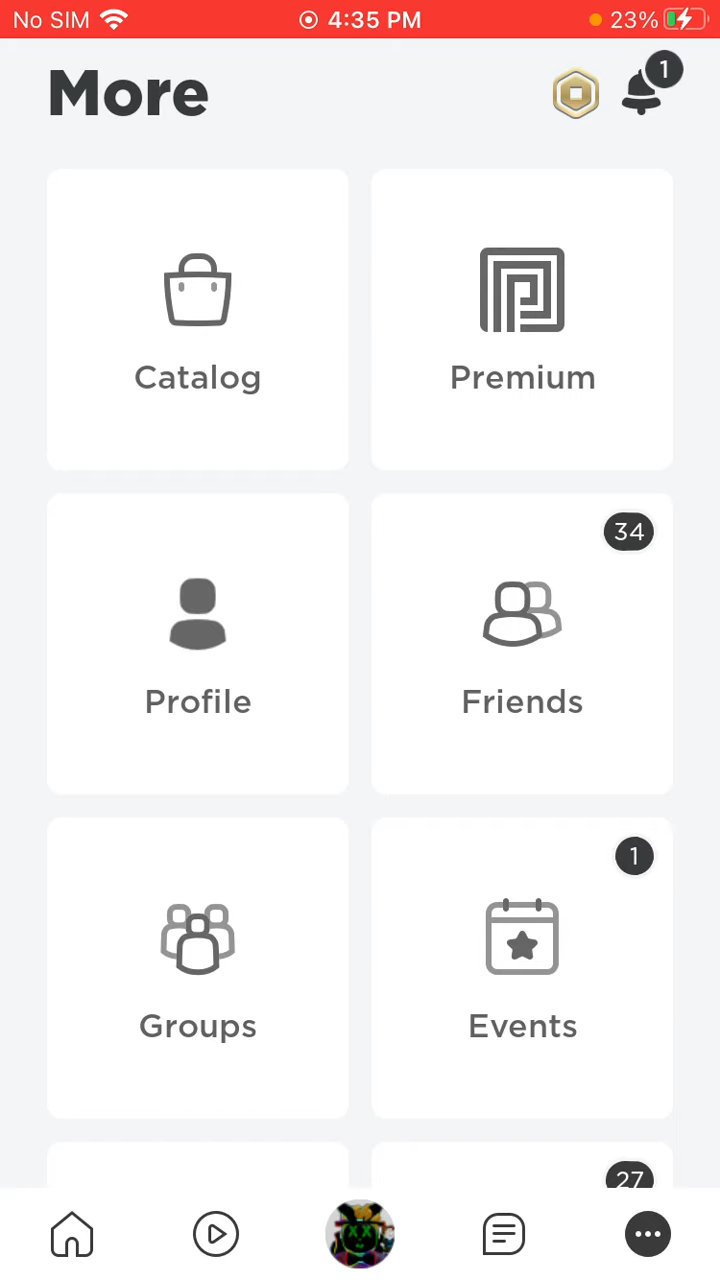 No SIM 4:35 PM 23%
More 1
Catalog Premium
34
Profile Friends
1
Groups Events
27